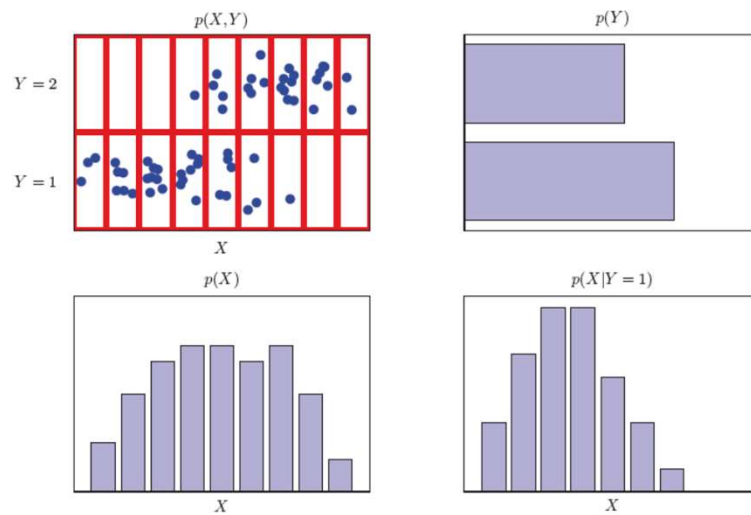 p(X, Y)
Y = 2
Y = 1
X
p(Y)
p(X)
X
p(X|Y = 1)
X